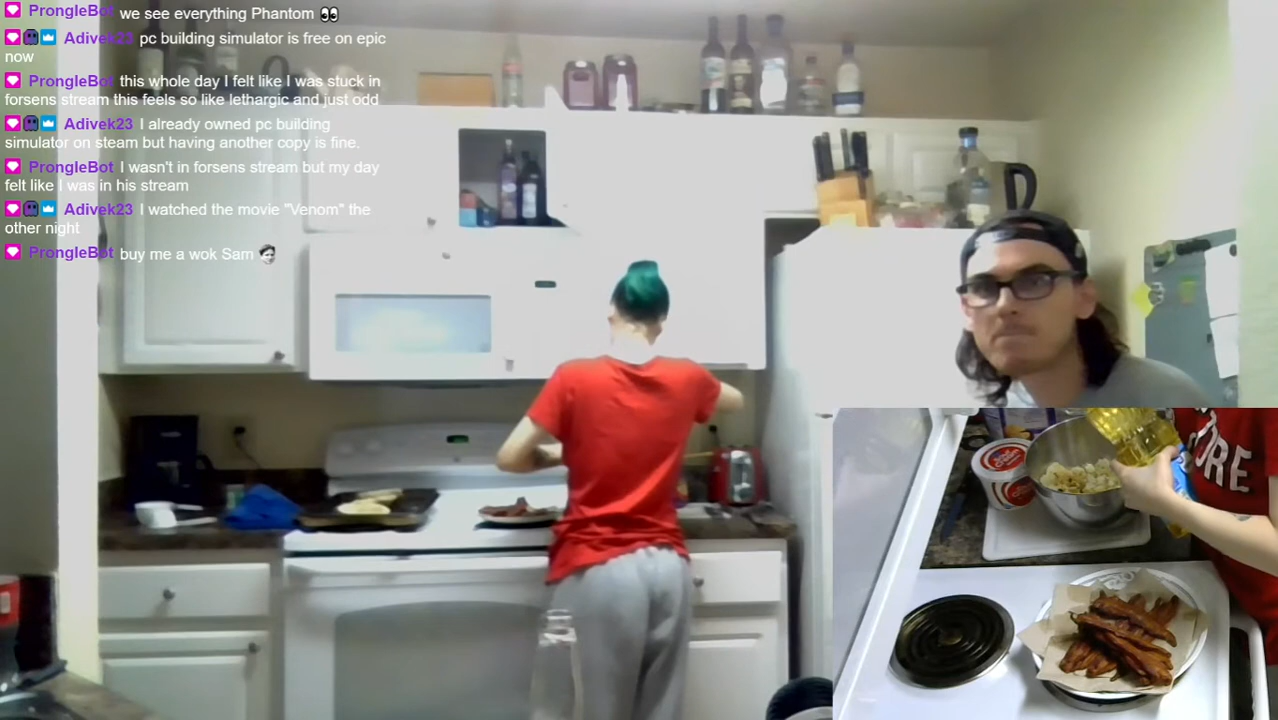 ProngleBot we see everything Phantom
Adivek23 pc building simulator is free on epic
now
ProngleBot this whole day I felt like I was stuck in
forsens stream this feels so like lethargic and just odd
Adivek23 I already owned pc building
simulator on steam but having another copy is fine.
ProngleBot I wasn't in forsens stream but my day
felt like I was in his stream
Adivek23 I watched the movie "Venom" the
other night
ProngleBot buy me a wok Sam